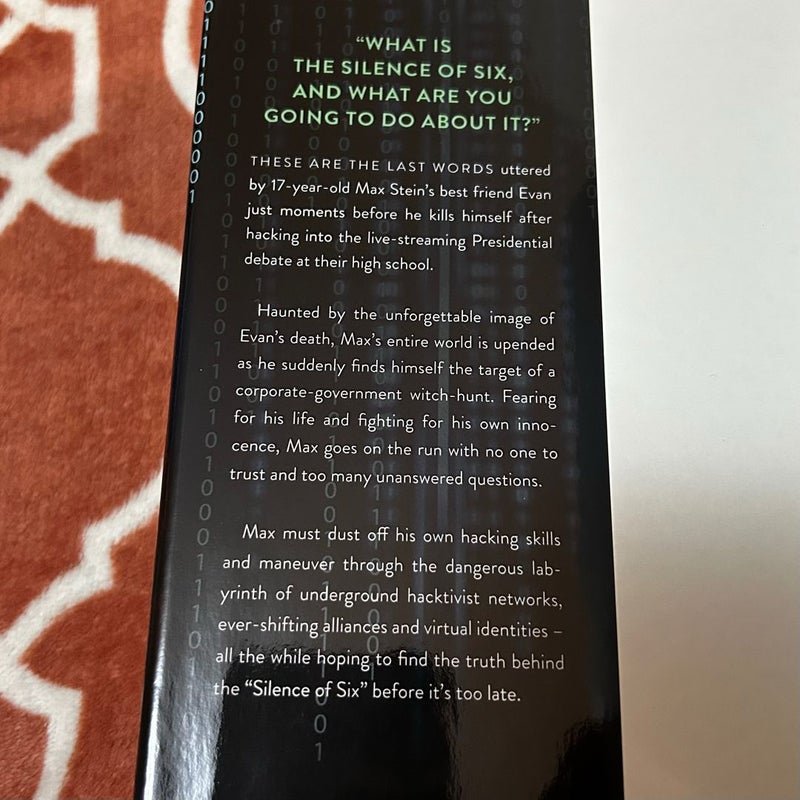 “WHAT IS
THE SILENCE OF SIX,
AND WHAT ARE YOU
GOING TO DO ABOUT IT?”
THESE ARE THE LAST WORDS uttered
by 17-year-old Max Stein’s best friend Evan
just moments before he kills himself after
hacking into the live-streaming Presidential
debate at their high school.
Haunted by the unforgettable image of
Evan’s death, Max’s entire world is upended
as he suddenly finds himself the target of a
corporate-government witch-hunt. Fearing
for his life and fighting for his own inno-
cence, Max goes on the run with no one to
trust and too many unanswered questions.
Max must dust off his own hacking skills
and maneuver through the dangerous lab-
yrinth of underground hacktivist networks,
ever-shifting alliances and virtual identities –
all the while hoping to find the truth behind
the “Silence of Six” before it’s too late.